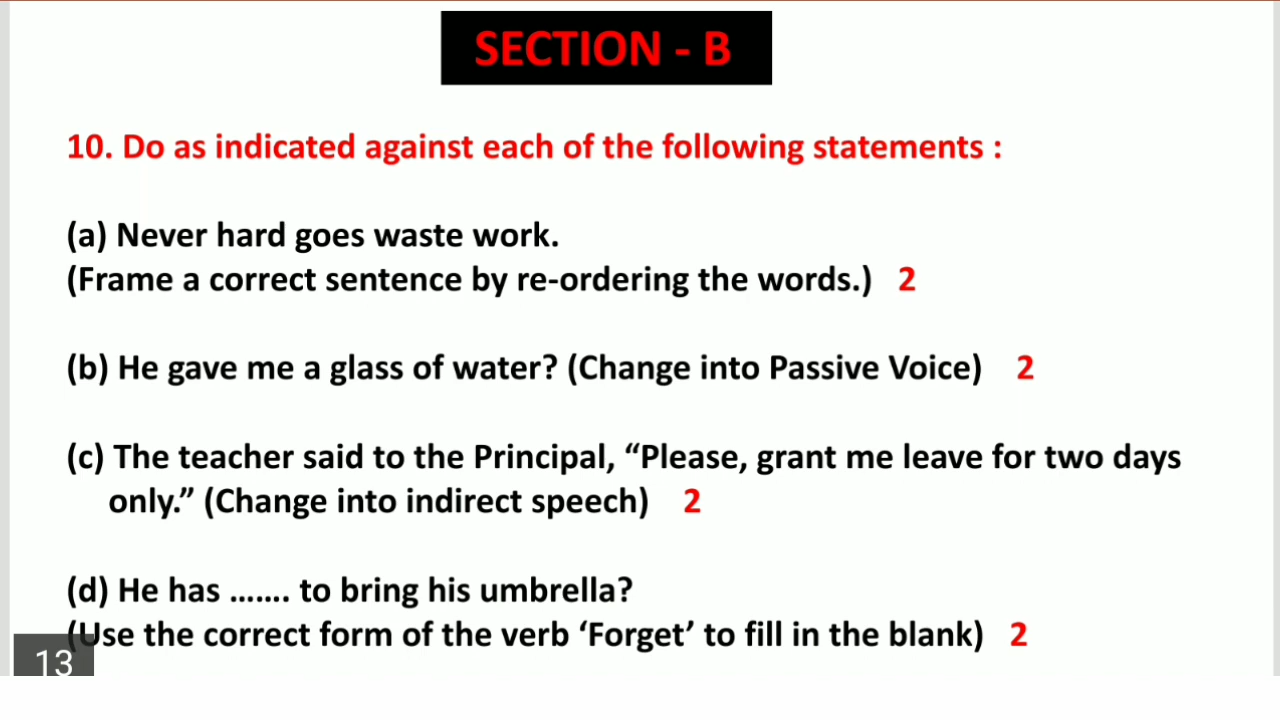 SECTION - B
10. Do as indicated against each of the following statements :
(a) Never hard goes waste work.
(Frame a correct sentence by re-ordering the words.) 2
(b) He gave me a glass of water? (Change into Passive Voice) 2
(c) The teacher said to the Principal, “Please, grant me leave for two days
only.” (Change into indirect speech) 2
(d) He has ....... to bring his umbrella?
(Use the correct form of the verb ‘Forget’ to fill in the blank) 2
13